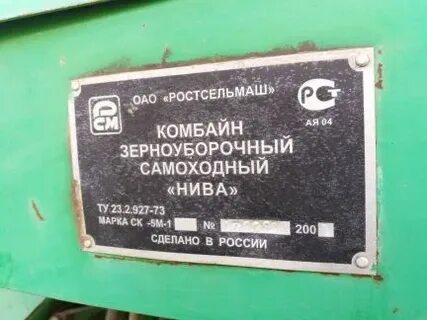 ОАО «РОСТСЕЛЬМАШ»
РСМ
РСТ
АЯ 04
КОМБАЙН
ЗЕРНОУБОРОЧНЫЙ
САМОХОДНЫЙ
«НИВА»
ТУ 23.2.927-73
МАРКА СК -5М-1 № 200
СДЕЛАНО В РОССИИ